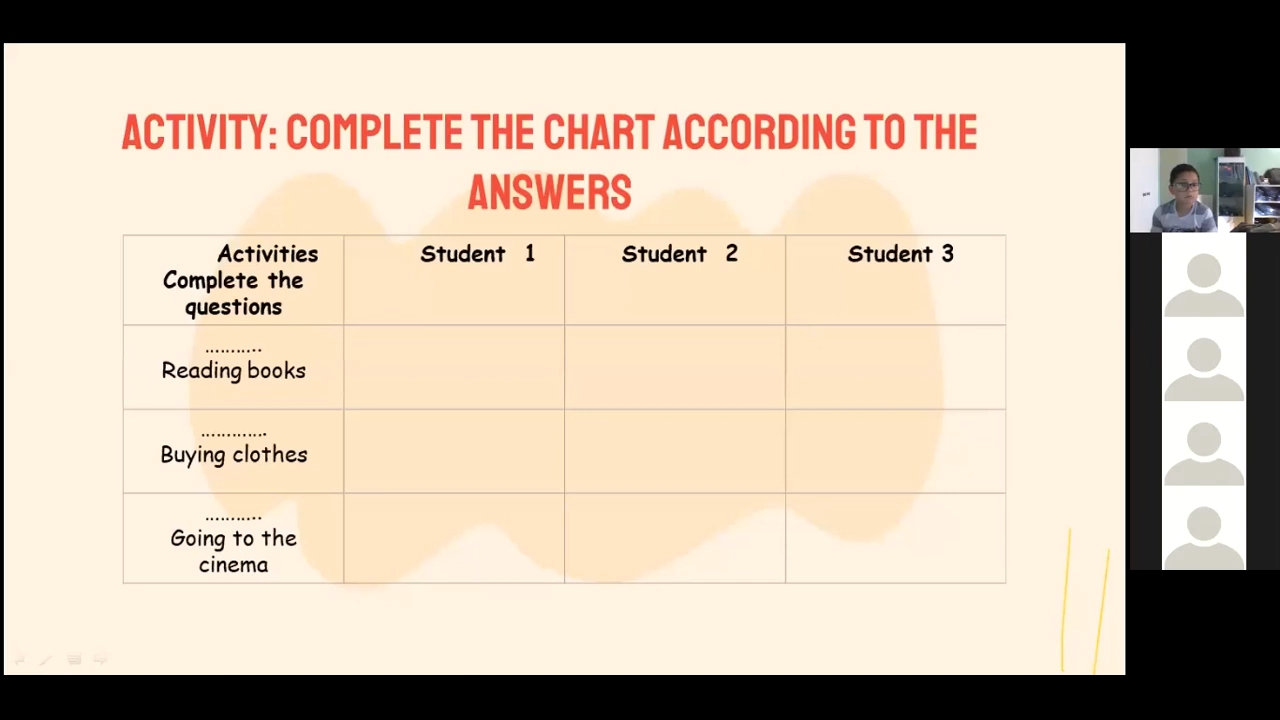 ACTIVITY: COMPLETE THE CHART ACCORDING TO THE
ANSWERS
Activities
Complete the
questions
Student 1
Student 2
Student 3
...........
Reading books
.............
Buying clothes
...........
Going to the
cinema